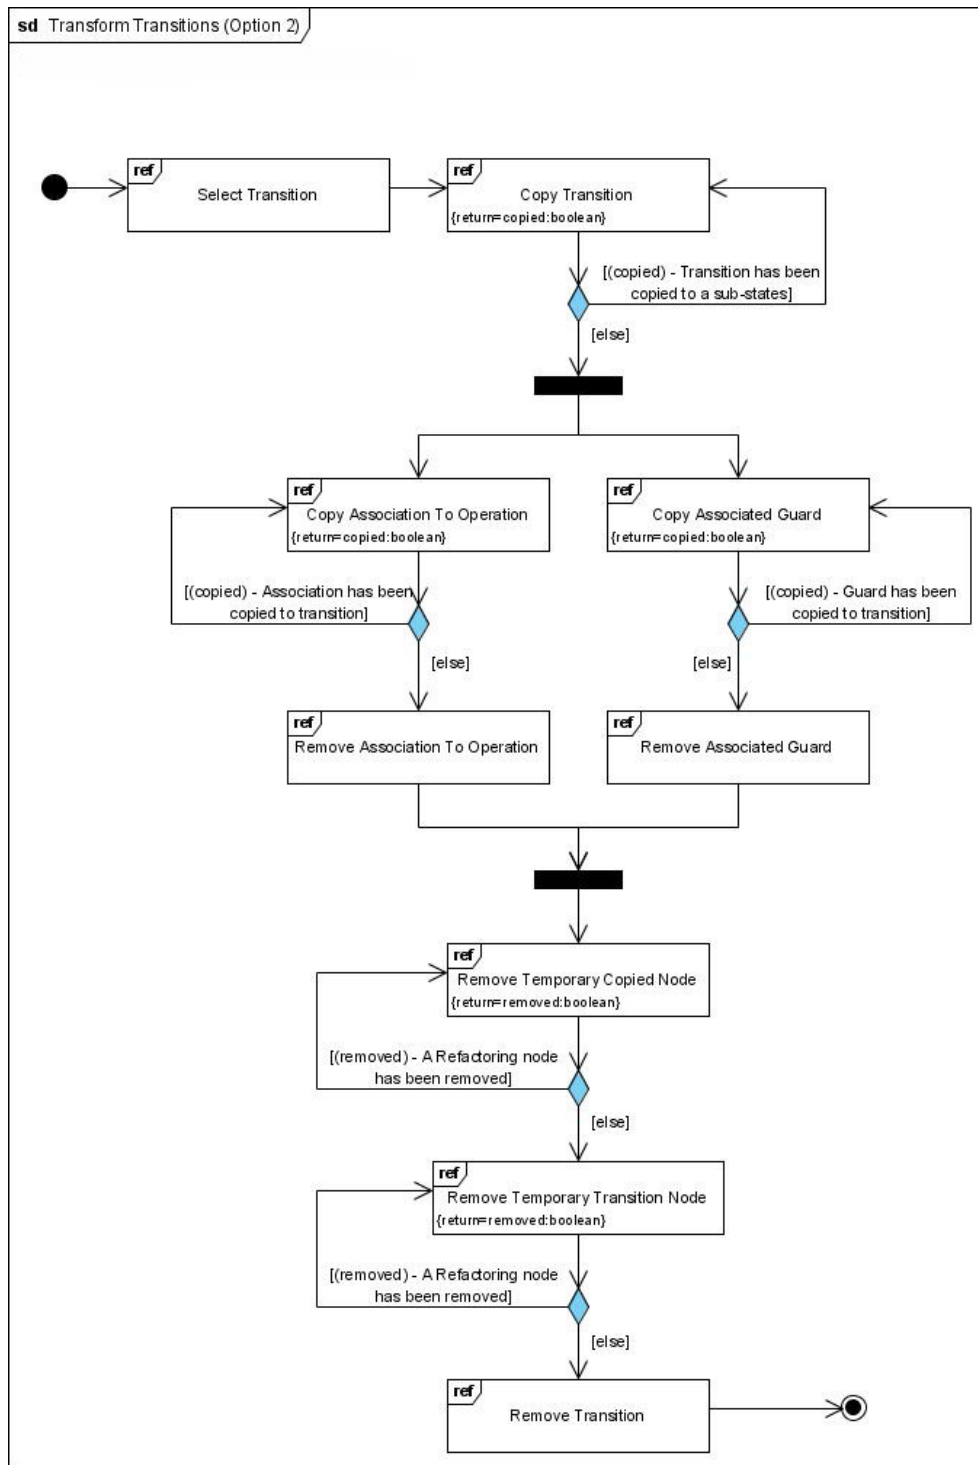 sd Transform Transitions (Option 2)
ref
Select Transition
ref
Copy Transition
{return=copied:boolean}
[(copied) - Transition has been
copied to a sub-states]
[else]
ref
Copy Association To Operation
{return=copied:boolean}
ref
Copy Associated Guard
{return=copied:boolean}
[(copied) - Association has been
copied to transition]
[(copied) - Guard has been
copied to transition]
[else]
[else]
ref
Remove Association To Operation
ref
Remove Associated Guard
ref
Remove Temporary Copied Node
{return=removed:boolean}
[(removed) - A Refactoring node
has been removed]
[else]
ref
Remove Temporary Transition Node
{return=removed:boolean}
[(removed) - A Refactoring node
has been removed]
[else]
ref
Remove Transition